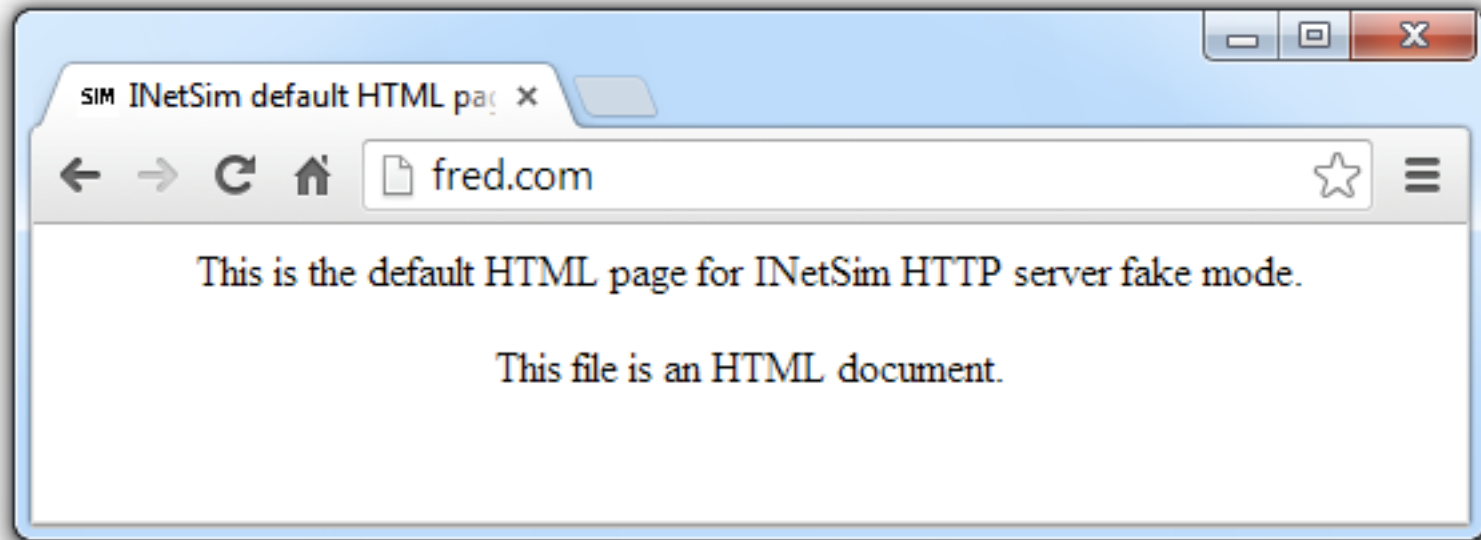 SIM INetSim default HTML pag
fred.com
This is the default HTML page for INetSim HTTP server fake mode.
This file is an HTML document.